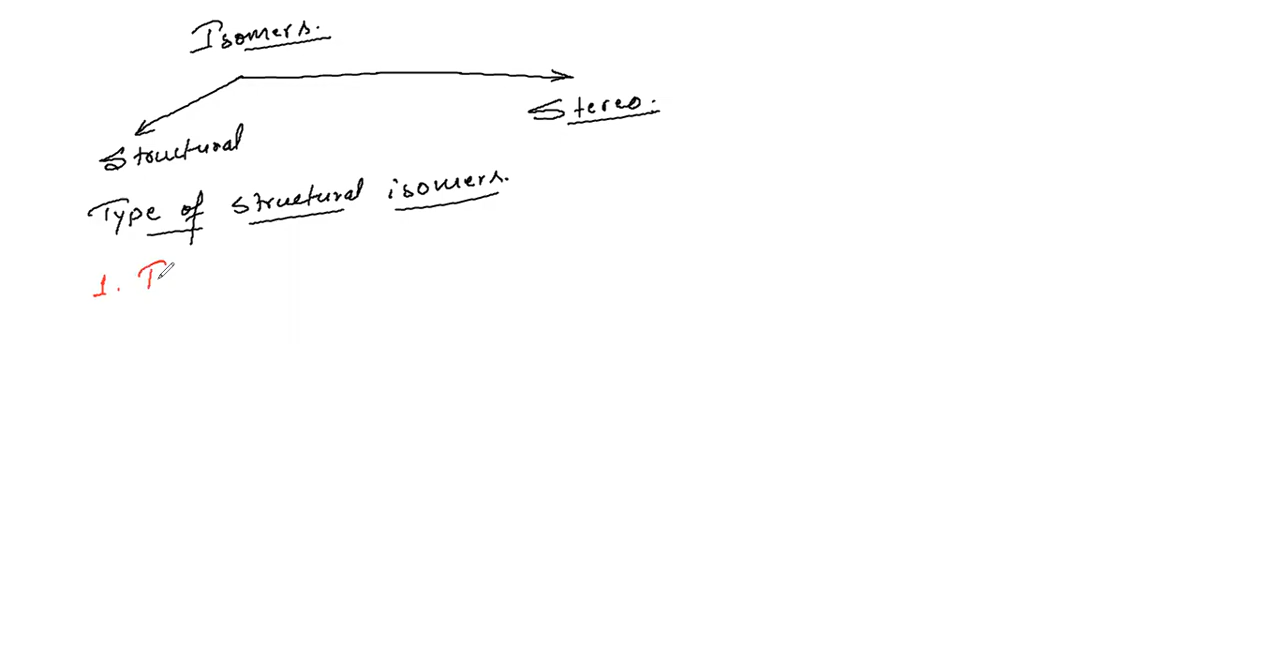 Isomers.
Stereo.
Structural
Type of structural isomers.
1. T